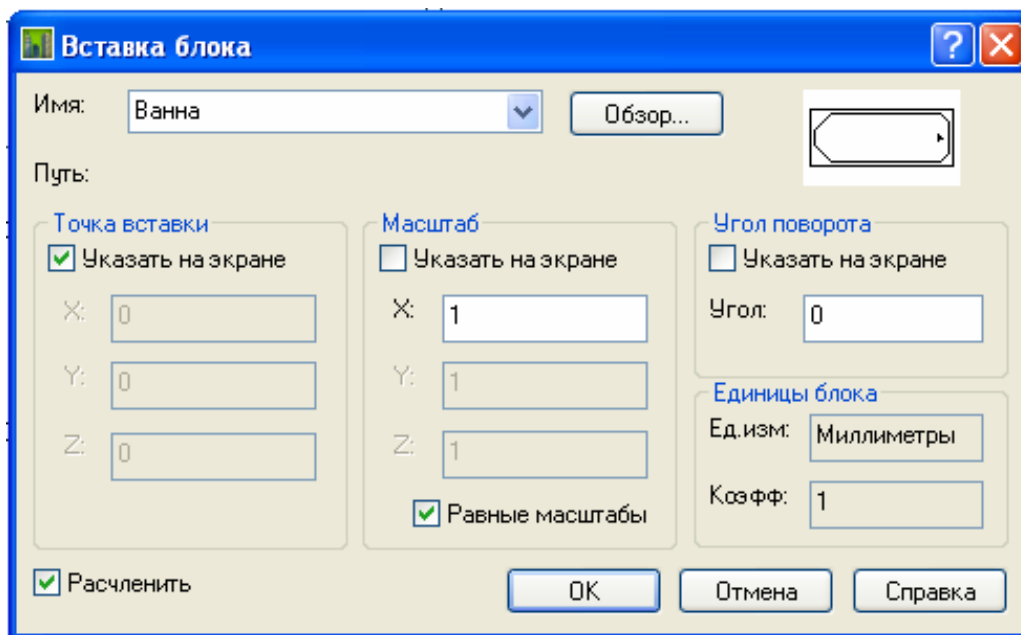 Вставка блока
Имя: Ванна Обзор...
Путь:
Точка вставки
Указать на экране
X: 0
Y: 0
Z: 0
Масштаб
Указать на экране
X: 1
Y: 1
Z: 1
Равные масштабы
Угол поворота
Указать на экране
Угол: 0
Единицы блока
Ед.изм: Миллиметры
Коэфф: 1
Расчленить
OK Отмена Справка